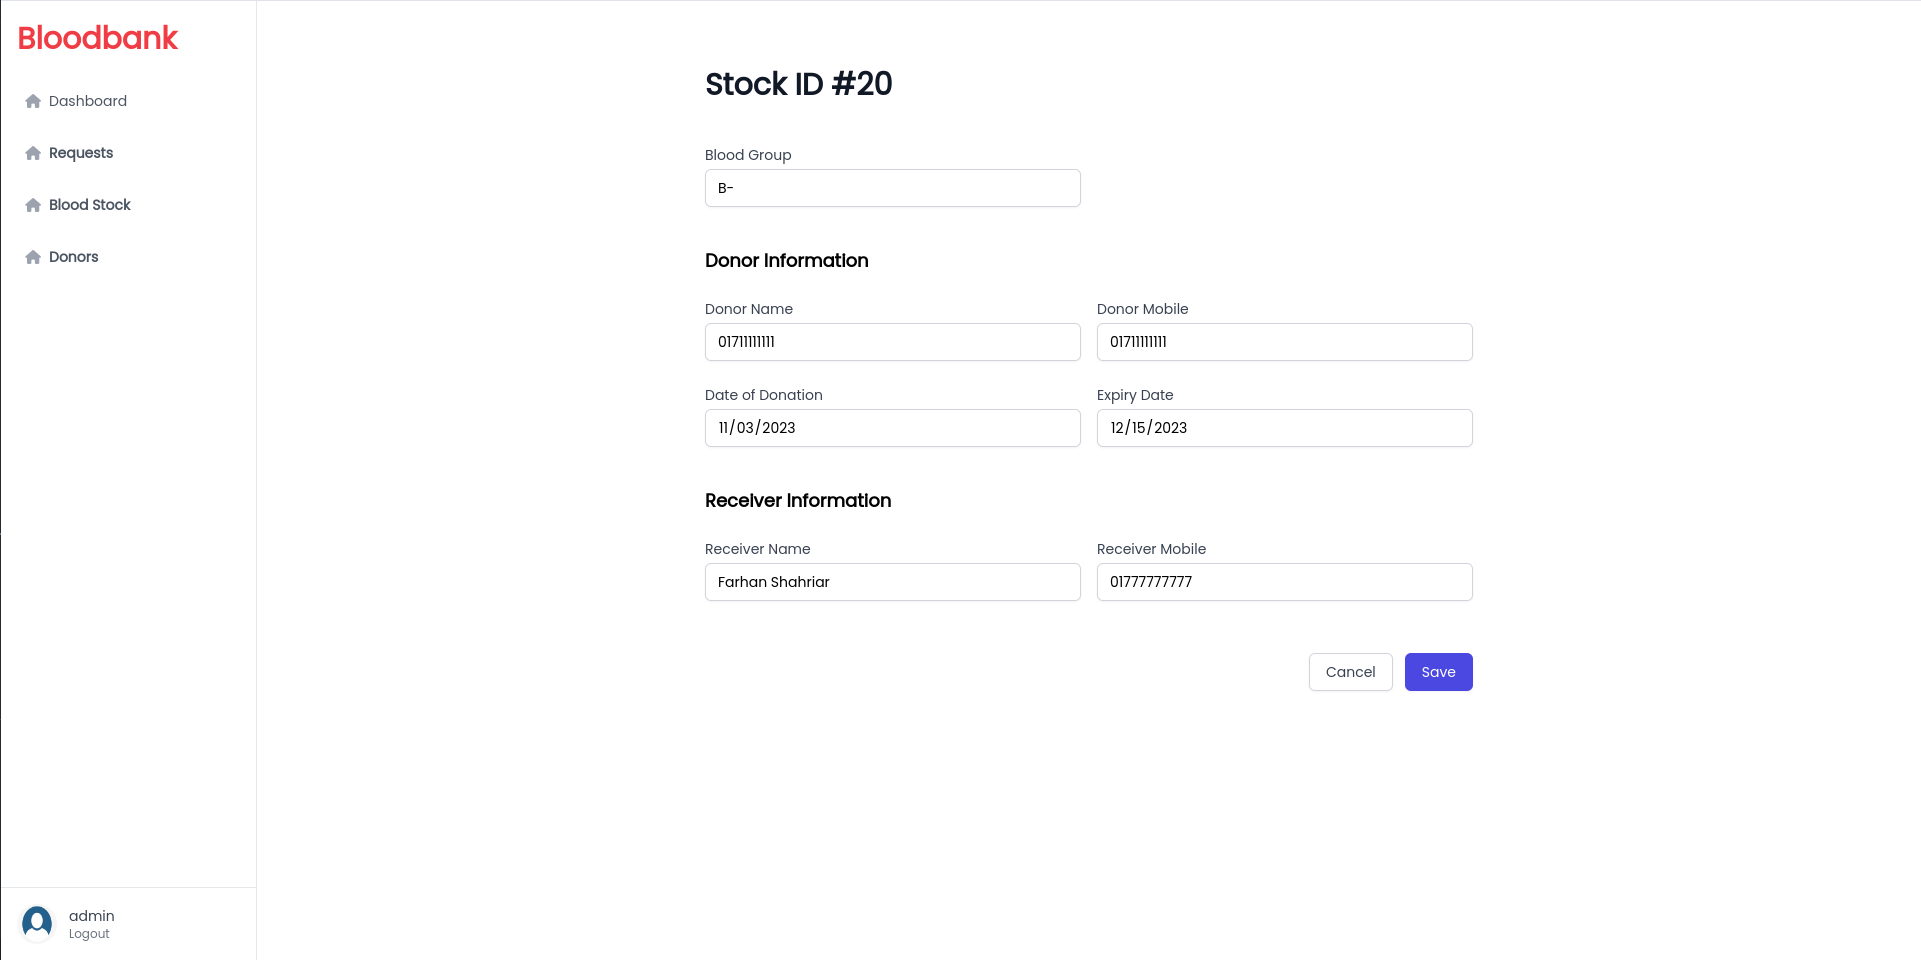 Bloodbank
Dashboard
Requests
Blood Stock
Donors
Stock ID #20
Blood Group
B-
Donor Information
Donor Name
Donor Mobile
01711111111
01711111111
Date of Donation
Expiry Date
11/03/2023
12/15/2023
Receiver Information
Receiver Name
Receiver Mobile
Farhan Shahriar
01777777777
Cancel
Save
admin
Logout